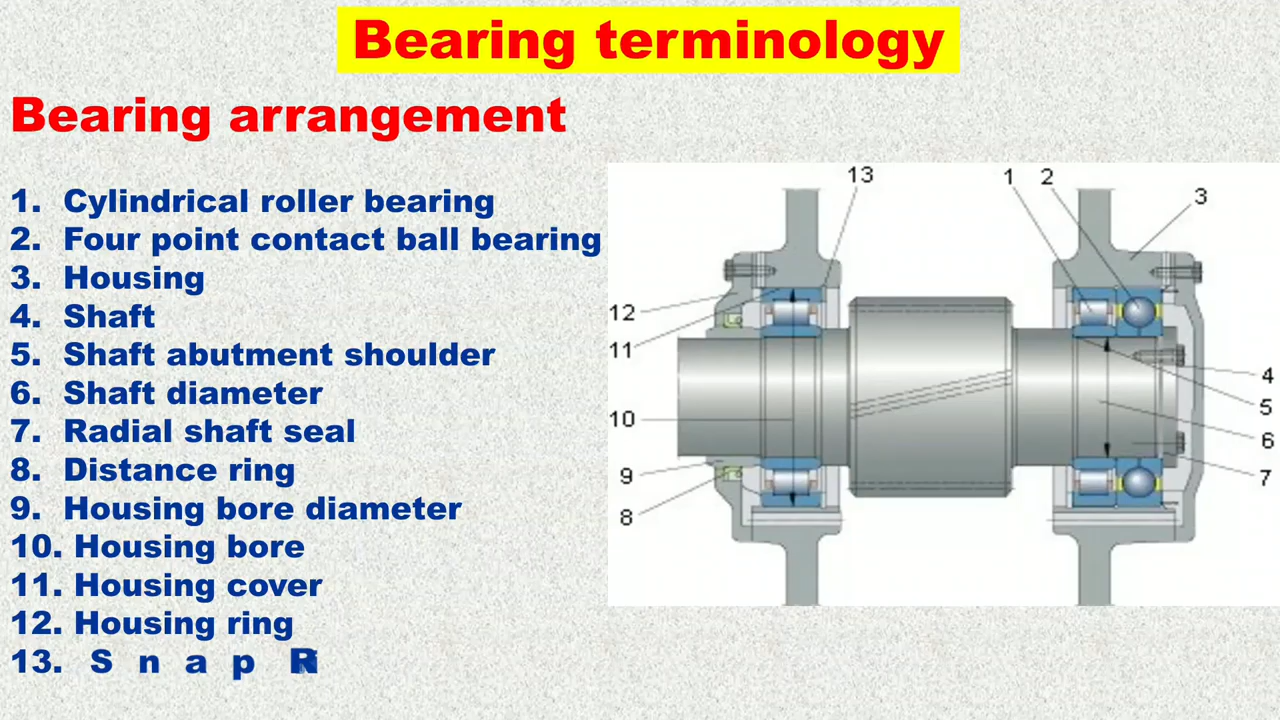 Bearing terminology
Bearing arrangement
1. Cylindrical roller bearing
2. Four point contact ball bearing
3. Housing
4. Shaft
5. Shaft abutment shoulder
6. Shaft diameter
7. Radial shaft seal
8. Distance ring
9. Housing bore diameter
10. Housing bore
11. Housing cover
12. Housing ring
13. S n a p
13 1 2 3
12
11
10
9
8
4
5
6
7